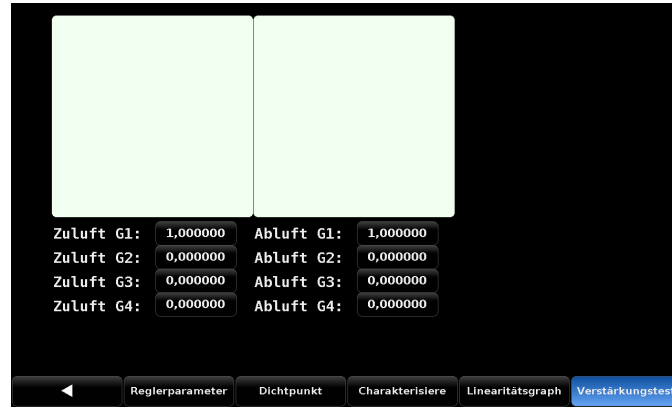 Zuluft G1: 1,000000 Abluft G1: 1,000000
Zuluft G2: 0,000000 Abluft G2: 0,000000
Zuluft G3: 0,000000 Abluft G3: 0,000000
Zuluft G4: 0,000000 Abluft G4: 0,000000
Reglerparameter Dichtpunkt Charakterisiere Linearitätsgraph Verstärkungstest